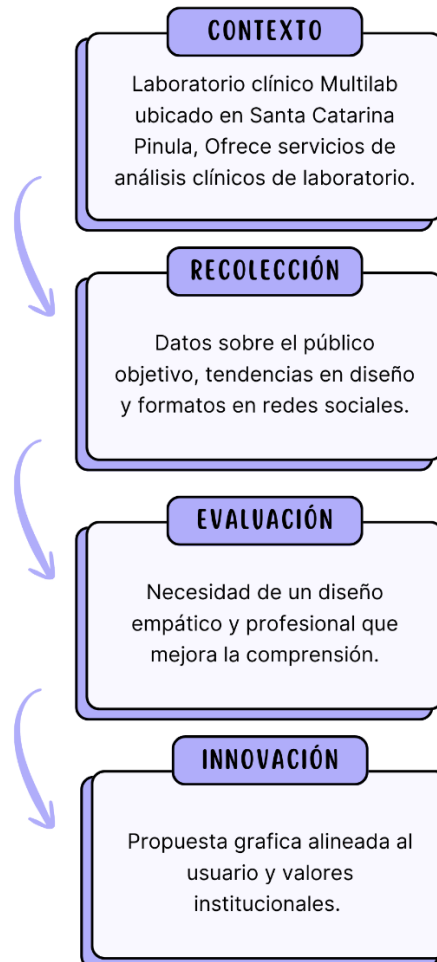 CONTEXTO
Laboratorio clínico Multilab
ubicado en Santa Catarina
Pinula, Ofrece servicios de
análisis clínicos de laboratorio.
RECOLECCIÓN
Datos sobre el público
objetivo, tendencias en diseño
y formatos en redes sociales.
EVALUACIÓN
Necesidad de un diseño
empático y profesional que
mejora la comprensión.
INNOVACIÓN
Propuesta grafica alineada al
usuario y valores
institucionales.